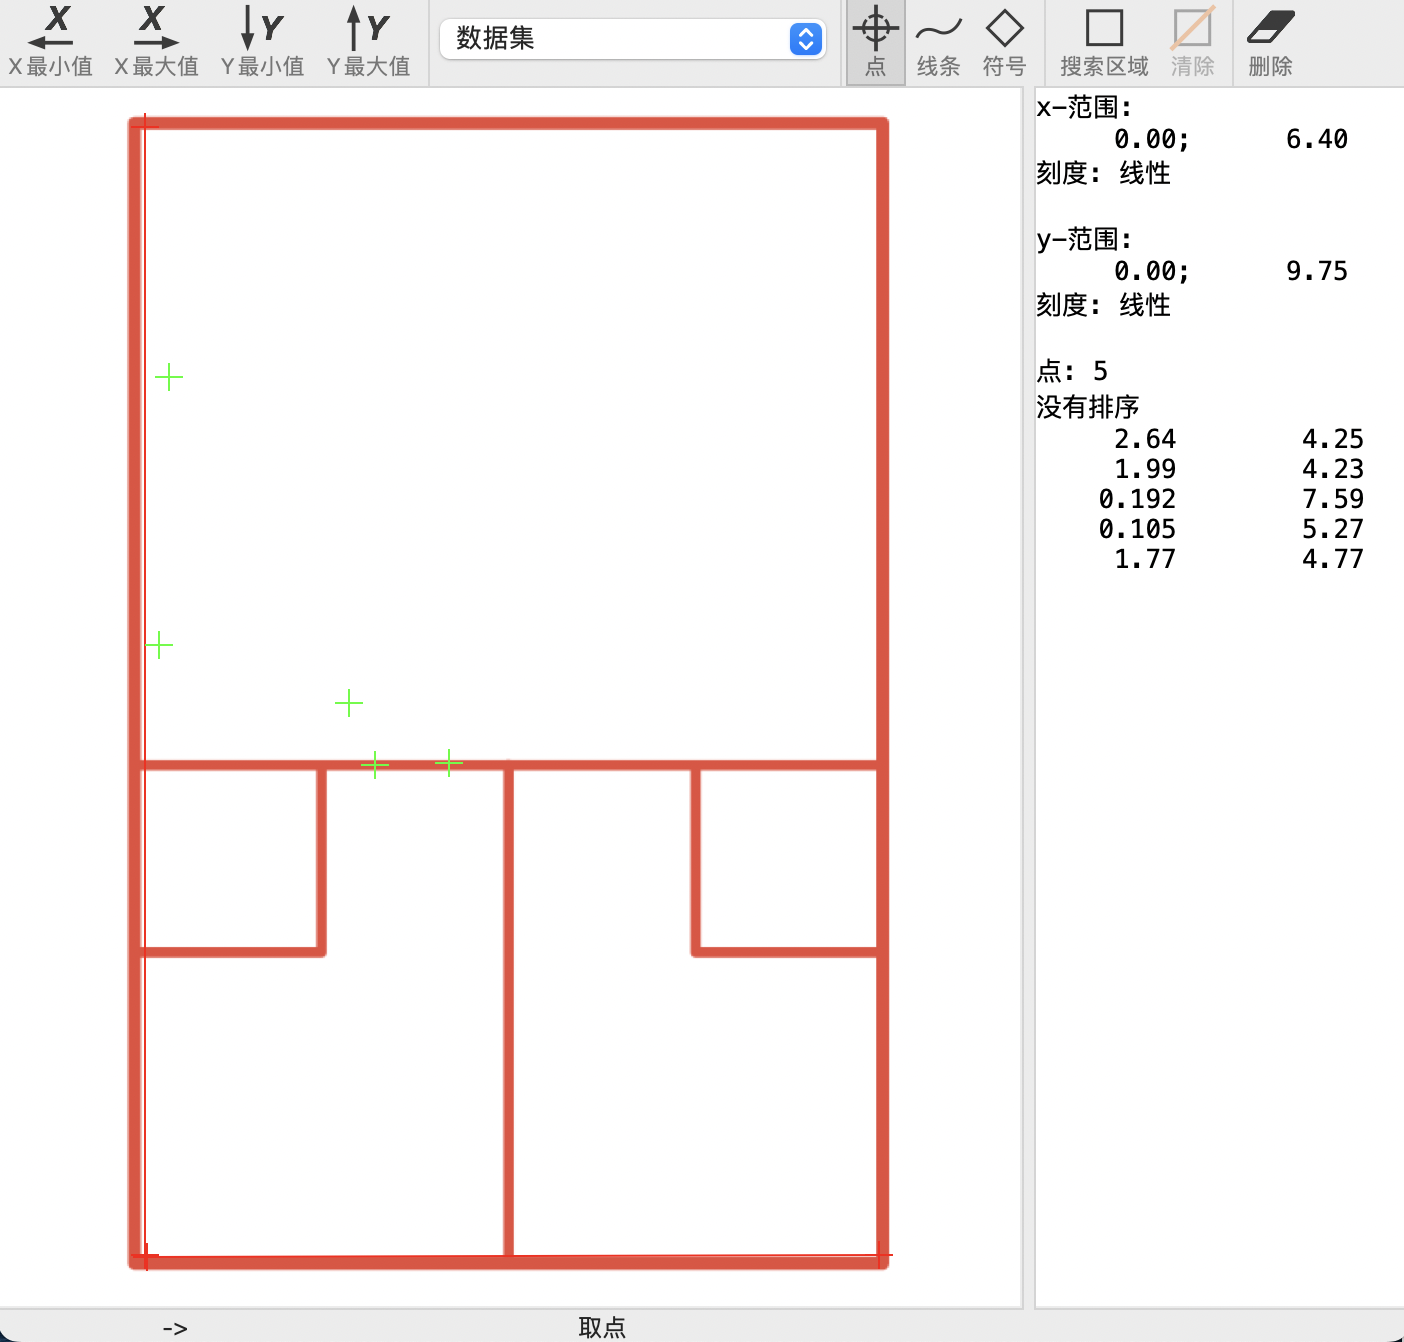 X
X
Y
Y
数据集
X 最小值
X 最大值
Y 最小值
Y 最大值
点
线条
符号
搜索区域
清除
删除
x-范围:
0.00; 6.40
刻度: 线性
y-范围:
0.00; 9.75
刻度: 线性
点: 5
没有排序
2.64 4.25
1.99 4.23
0.192 7.59
0.105 5.27
1.77 4.77
->
取点